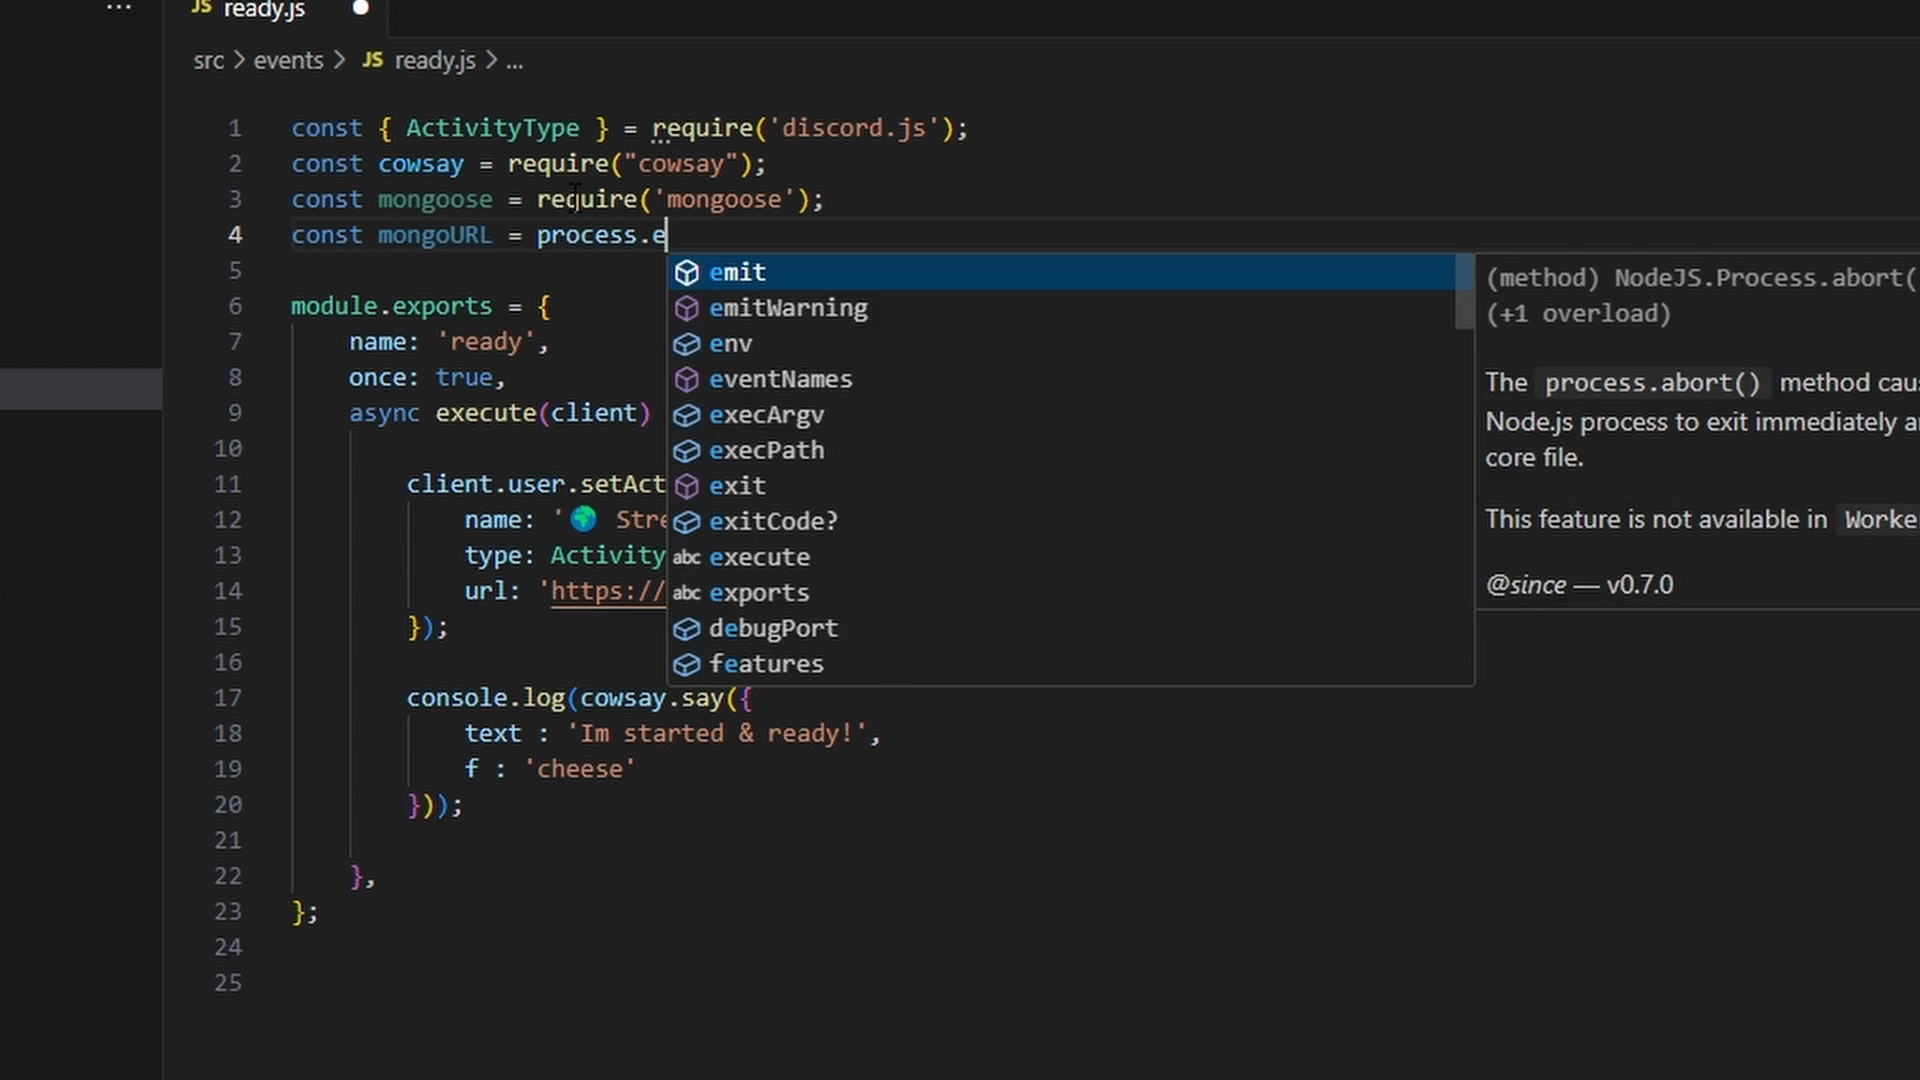 ... JS ready.js
src > events > JS ready.js > ...
1 const { ActivityType } = require('discord.js');
2 const cowsay = require("cowsay");
3 const mongoose = require('mongoose');
4 const mongoURL = process.e
5
6 module.exports = {
7 name: 'ready',
8 once: true,
9 async execute(client)
10
11 client.user.setAct
12 name: '🌍 Stre
13 type: Activity
14 url: 'https://
15 });
16
17 console.log(cowsay.say({
18 text : 'Im started & ready!',
19 f : 'cheese'
20 }));
21
22 },
23 };
24
25
emit
emitWarning
env
eventNames
execArgv
execPath
exit
exitCode?
abc execute
abc exports
debugPort
features
(method) NodeJS.Process.abort(
(+1 overload)
The process.abort() method cau
Node.js process to exit immediately a
core file.
This feature is not available in Worke
@since — v0.7.0